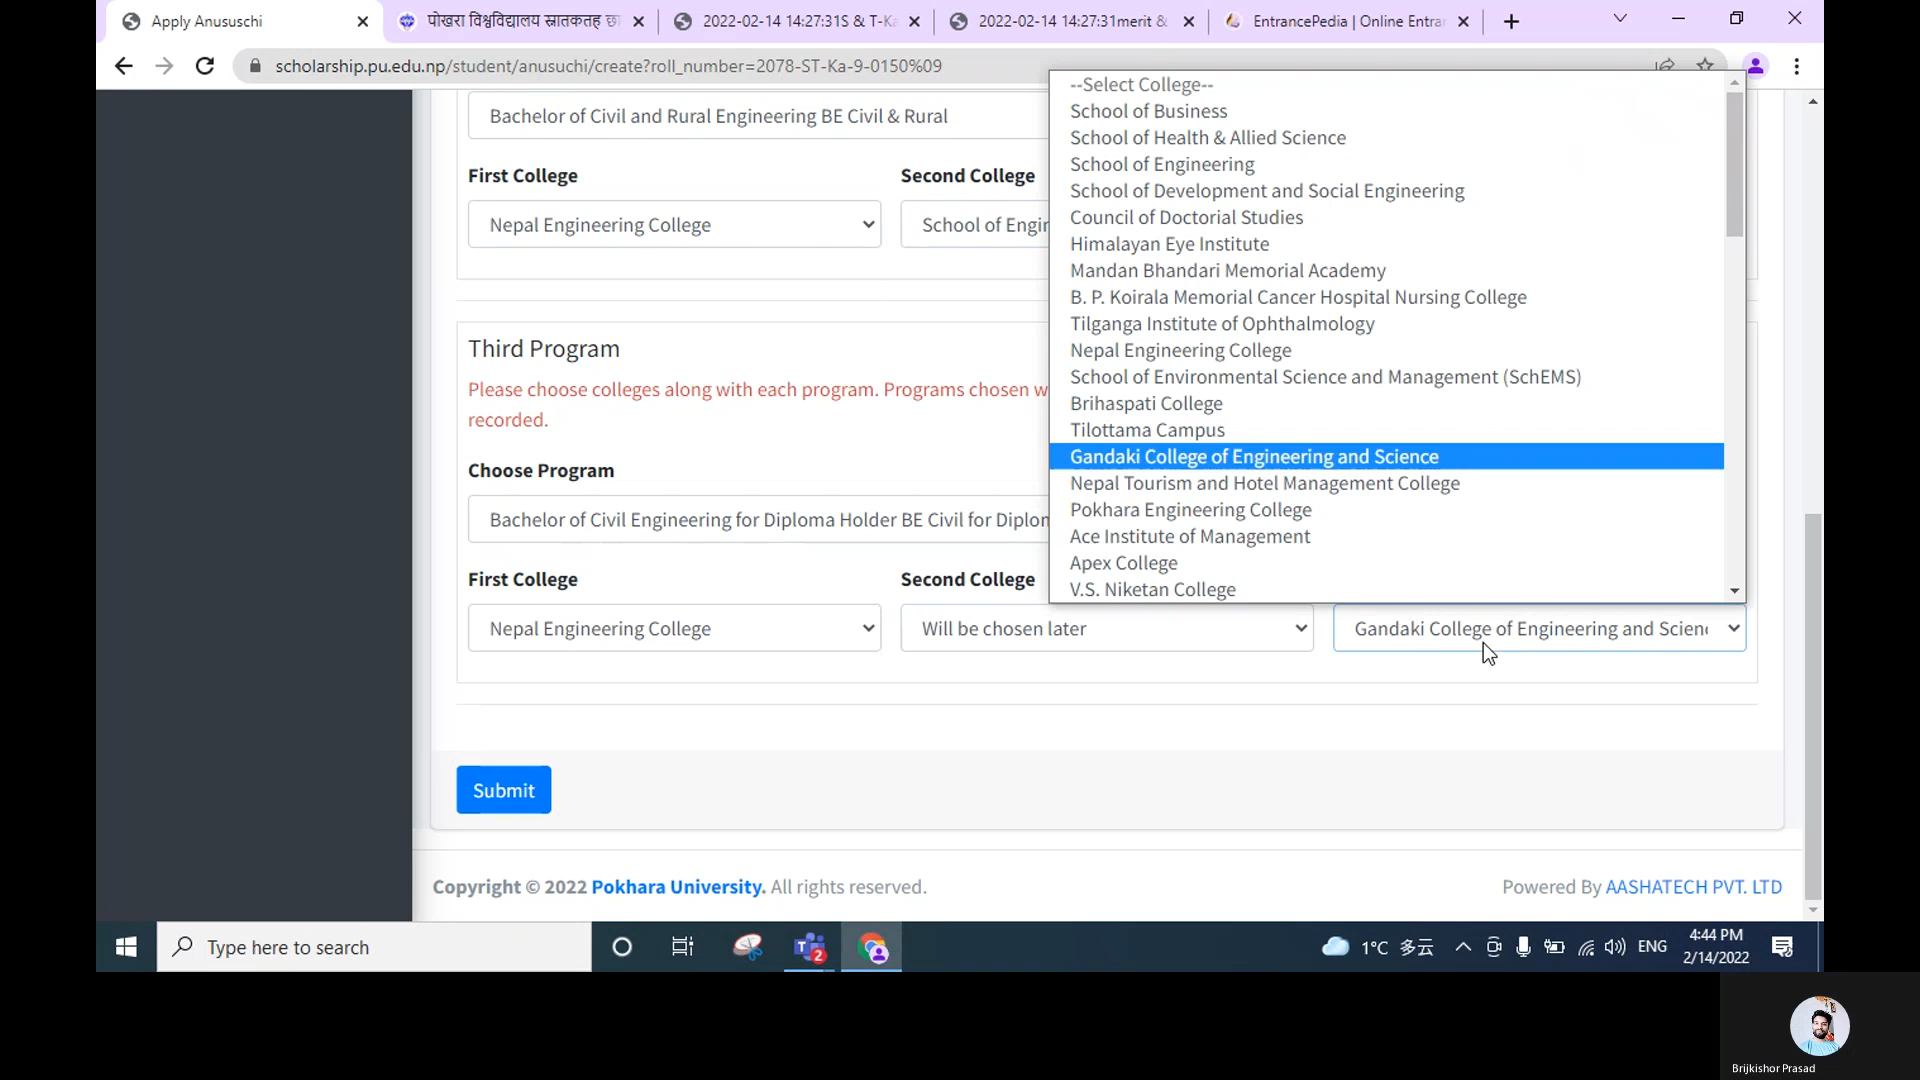 Apply Anususchi
पोखरा विश्वविद्यालय स्नातकतह छा
2022-02-14 14:27:31S & T-Ka
2022-02-14 14:27:31merit &
EntrancePedia | Online Entra
scholarship.pu.edu.np/student/anusuchi/create?roll_number=2078-ST-Ka-9-0150%09
Bachelor of Civil and Rural Engineering BE Civil & Rural
First College
Second College
Nepal Engineering College
School of Engir
Third Program
Please choose colleges along with each program. Programs chosen w
recorded.
Choose Program
Bachelor of Civil Engineering for Diploma Holder BE Civil for Diplon
First College
Second College
Nepal Engineering College
Will be chosen later
Gandaki College of Engineering and Scien
--Select College--
School of Business
School of Health & Allied Science
School of Engineering
School of Development and Social Engineering
Council of Doctorial Studies
Himalayan Eye Institute
Mandan Bhandari Memorial Academy
B. P. Koirala Memorial Cancer Hospital Nursing College
Tilganga Institute of Ophthalmology
Nepal Engineering College
School of Environmental Science and Management (SchEMS)
Brihaspati College
Tilottama Campus
Gandaki College of Engineering and Science
Nepal Tourism and Hotel Management College
Pokhara Engineering College
Ace Institute of Management
Apex College
V.S. Niketan College
Submit
Copyright © 2022 Pokhara University. All rights reserved.
Powered By AASHATECH PVT. LTD
Type here to search
2
1°C 多云
ENG
4:44 PM
2/14/2022
Brijkishor Prasad